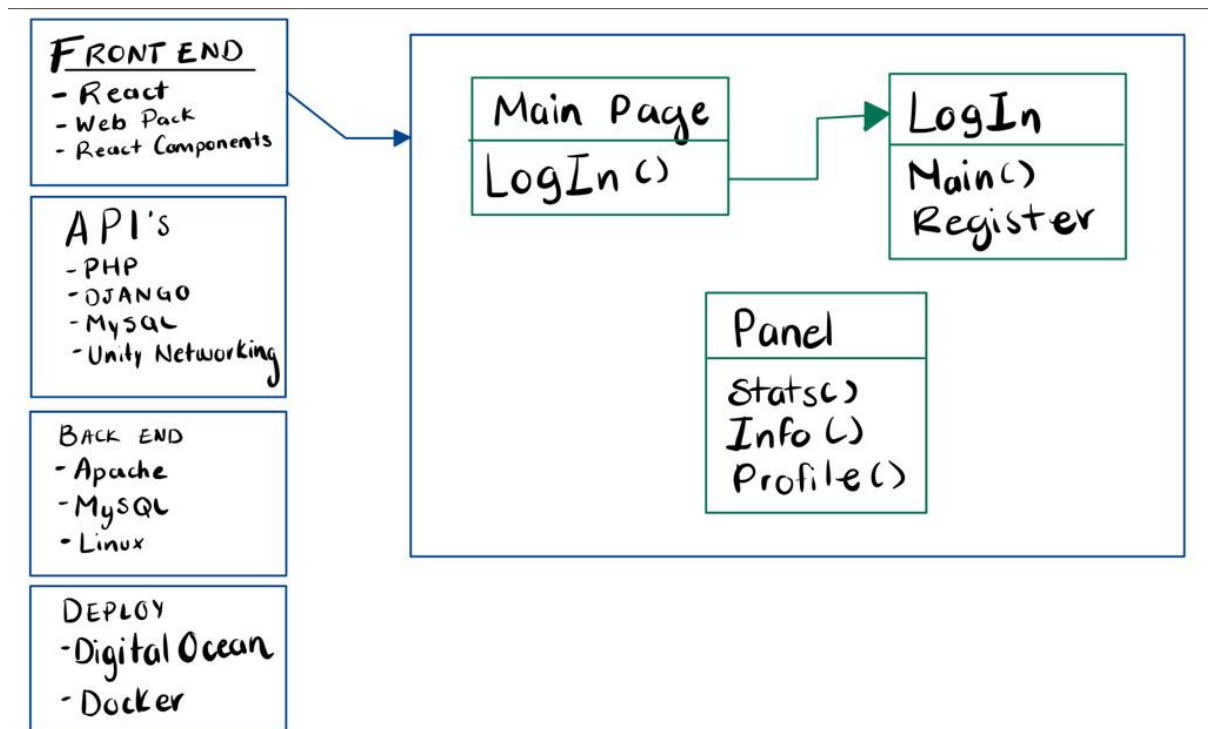 FRONT END
- React
- Web Pack
- React Components
API's
- PHP
- DJANGO
- MySQL
- Unity Networking
BACK END
- Apache
- MySQL
- Linux
DEPLOY
- Digital Ocean
- Docker
Main Page
LogIn ()
LogIn
Main()
Register
Panel
Stats()
Info ()
Profile()